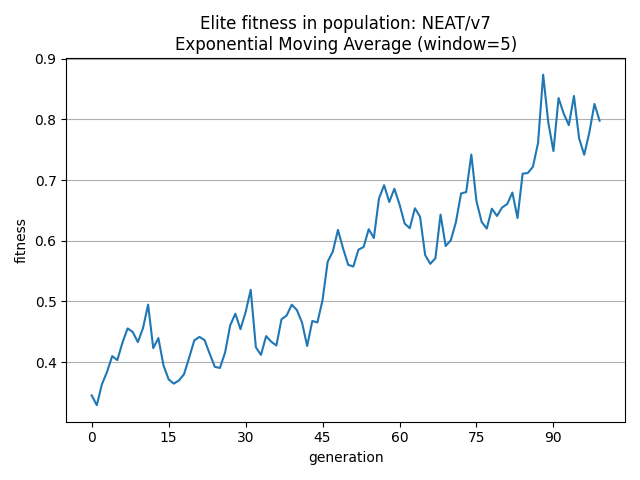 Elite fitness in population: NEAT/v7
Exponential Moving Average (window=5)
0.9
0.8
0.7
0.6
0.5
0.4
fitness
0 15 30 45 60 75 90
generation